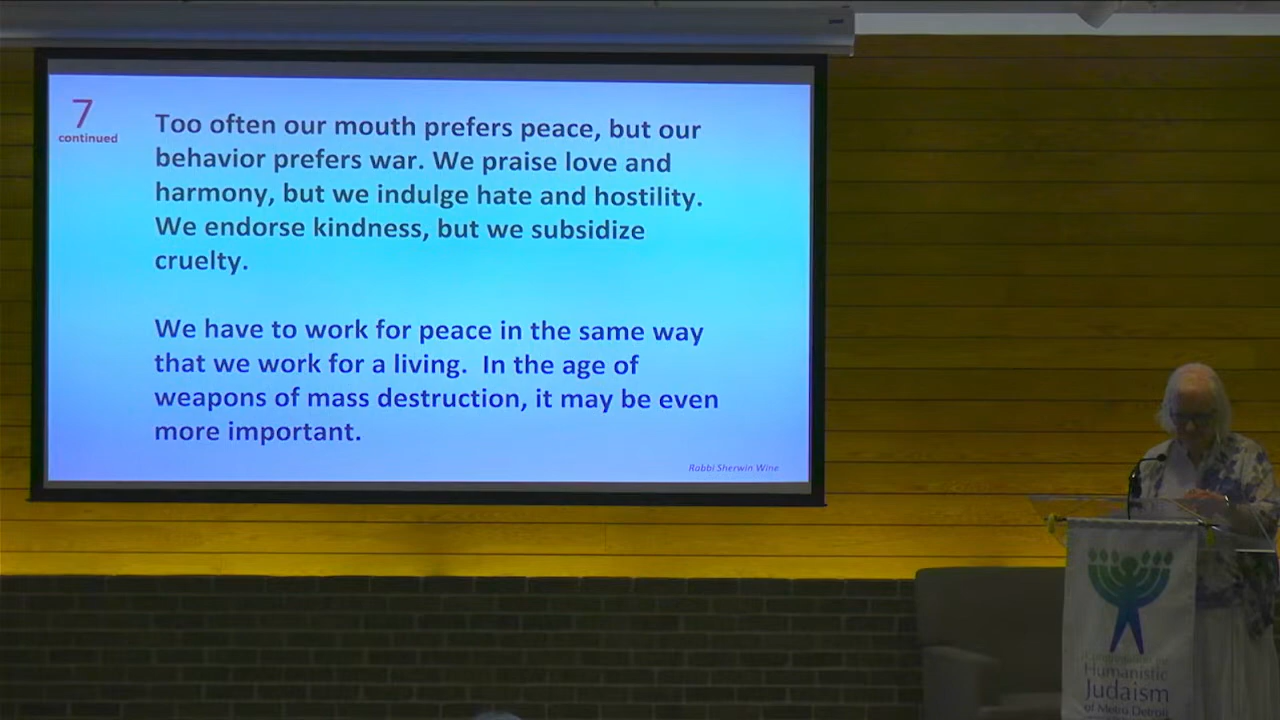 7
continued
Too often our mouth prefers peace, but our
behavior prefers war. We praise love and
harmony, but we indulge hate and hostility.
We endorse kindness, but we subsidize
cruelty.
We have to work for peace in the same way
that we work for a living.  In the age of
weapons of mass destruction, it may be even
more important.
Rabbi Sherwin Wine
Humanistic
Judaism
of Metro Detroit